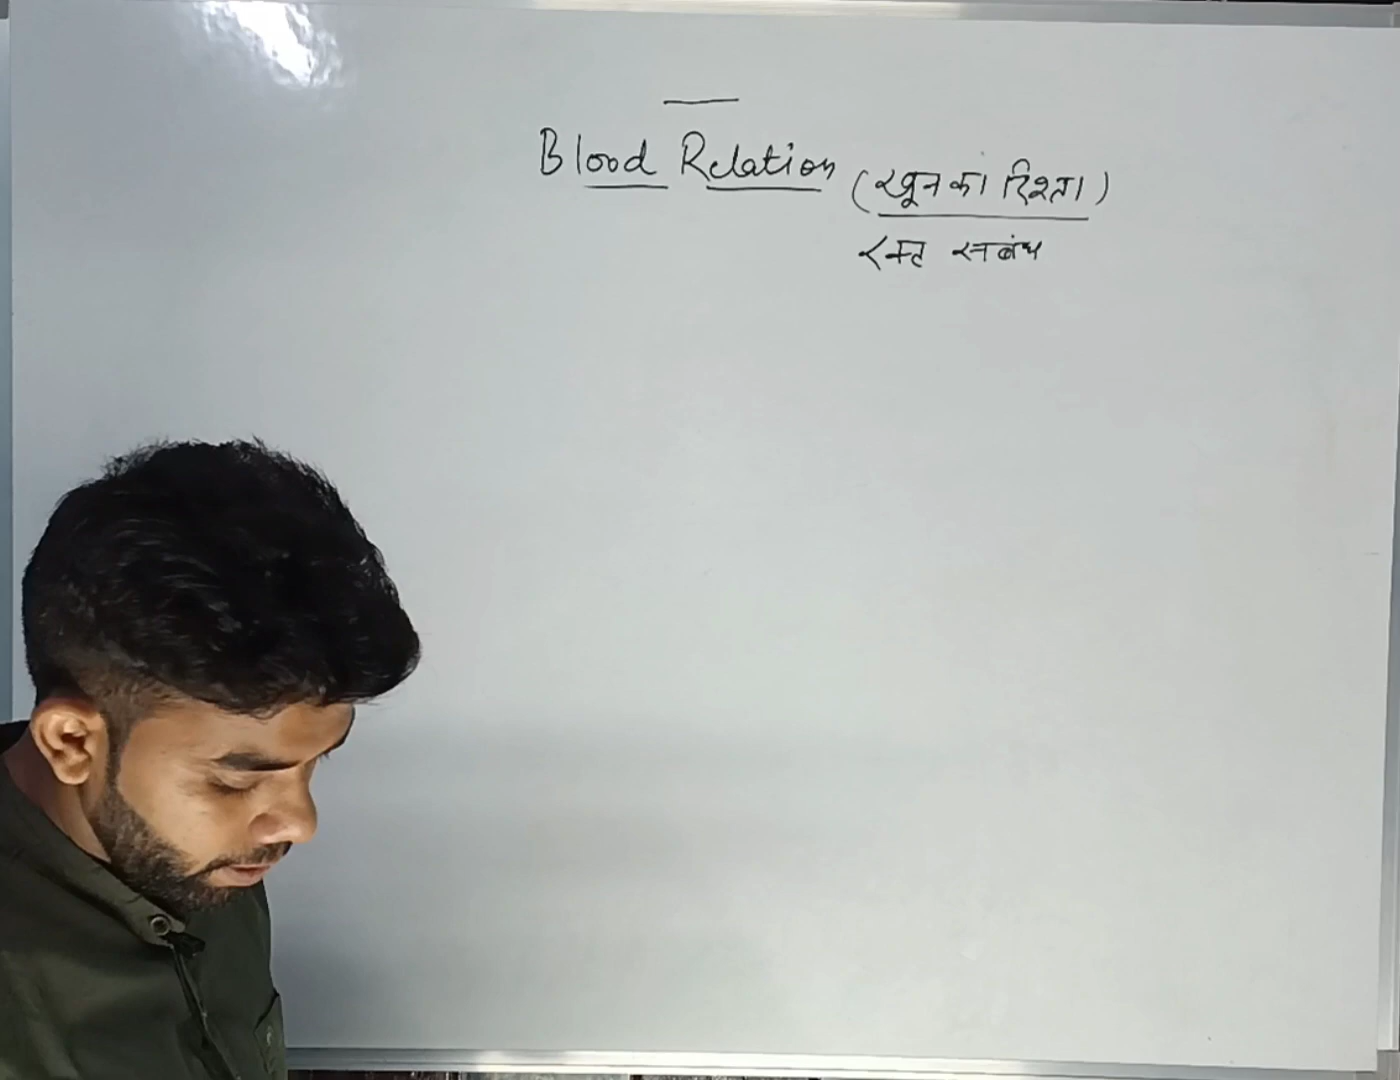 Blood Relation (खून का रिश्ता)
रक्त सबंध